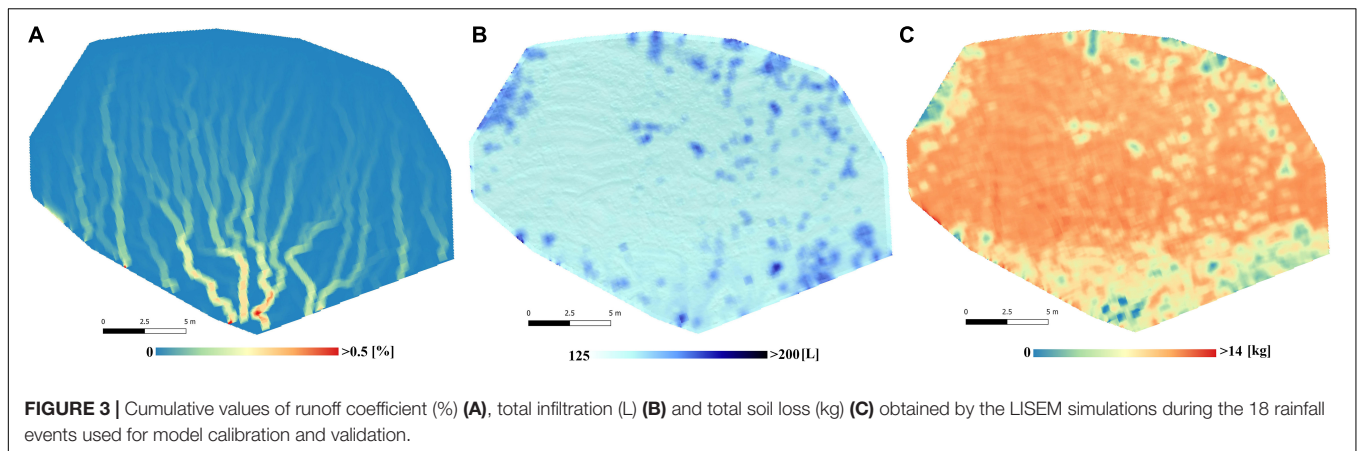 A
B
C
0 2.5 5 m
0 2.5 5 m
0 2.5 5 m
0 >0.5 [%]
125 >200[L]
0 >14 [kg]
FIGURE 3 | Cumulative values of runoff coefficient (%) (A), total infiltration (L) (B) and total soil loss (kg) (C) obtained by the LISEM simulations during the 18 rainfall
events used for model calibration and validation.